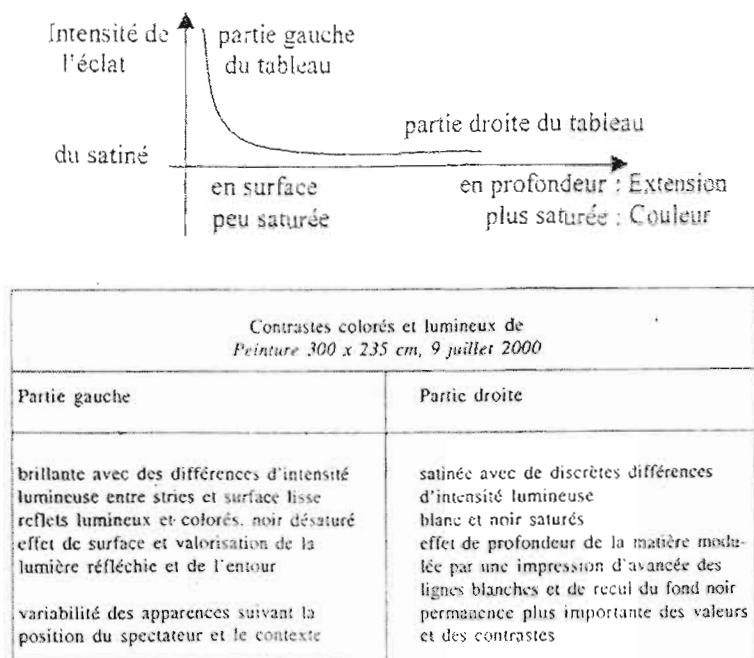 Intensité de
l'éclat
partie gauche
du tableau
partie droite du tableau
du satiné
en surface
peu saturée
en profondeur : Extension
plus saturée : Couleur
Contrastes colorés et lumineux de
Peinture 300 x 235 cm, 9 juillet 2000
Partie gauche
brillante avec des différences d'intensité
lumineuse entre stries et surface lisse
reflets lumineux et colorés, noir désaturé
effet de surface et valorisation de la
lumière réfléchie et de l'entour
variabilité des apparences suivant la
position du spectateur et le contexte
Partie droite
satinée avec de discrètes différences
d'intensité lumineuse
blanc et noir saturés
effet de profondeur de la matière modu-
lée par une impression d'avancée des
lignes blanches et de recul du fond noir
permanence plus importante des valeurs
et des contrastes